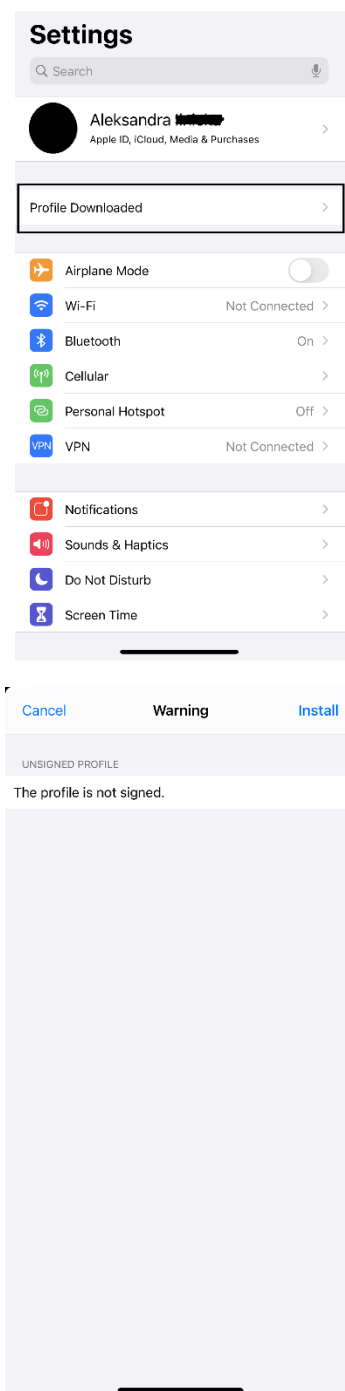 Settings
Search
Aleksandra
Apple ID, iCloud, Media & Purchases
Profile Downloaded
Airplane Mode
Wi-Fi Not Connected
Bluetooth On
Cellular
Personal Hotspot Off
VPN VPN Not Connected
Notifications
Sounds & Haptics
Do Not Disturb
Screen Time
Cancel Warning Install
UNSIGNED PROFILE
The profile is not signed.